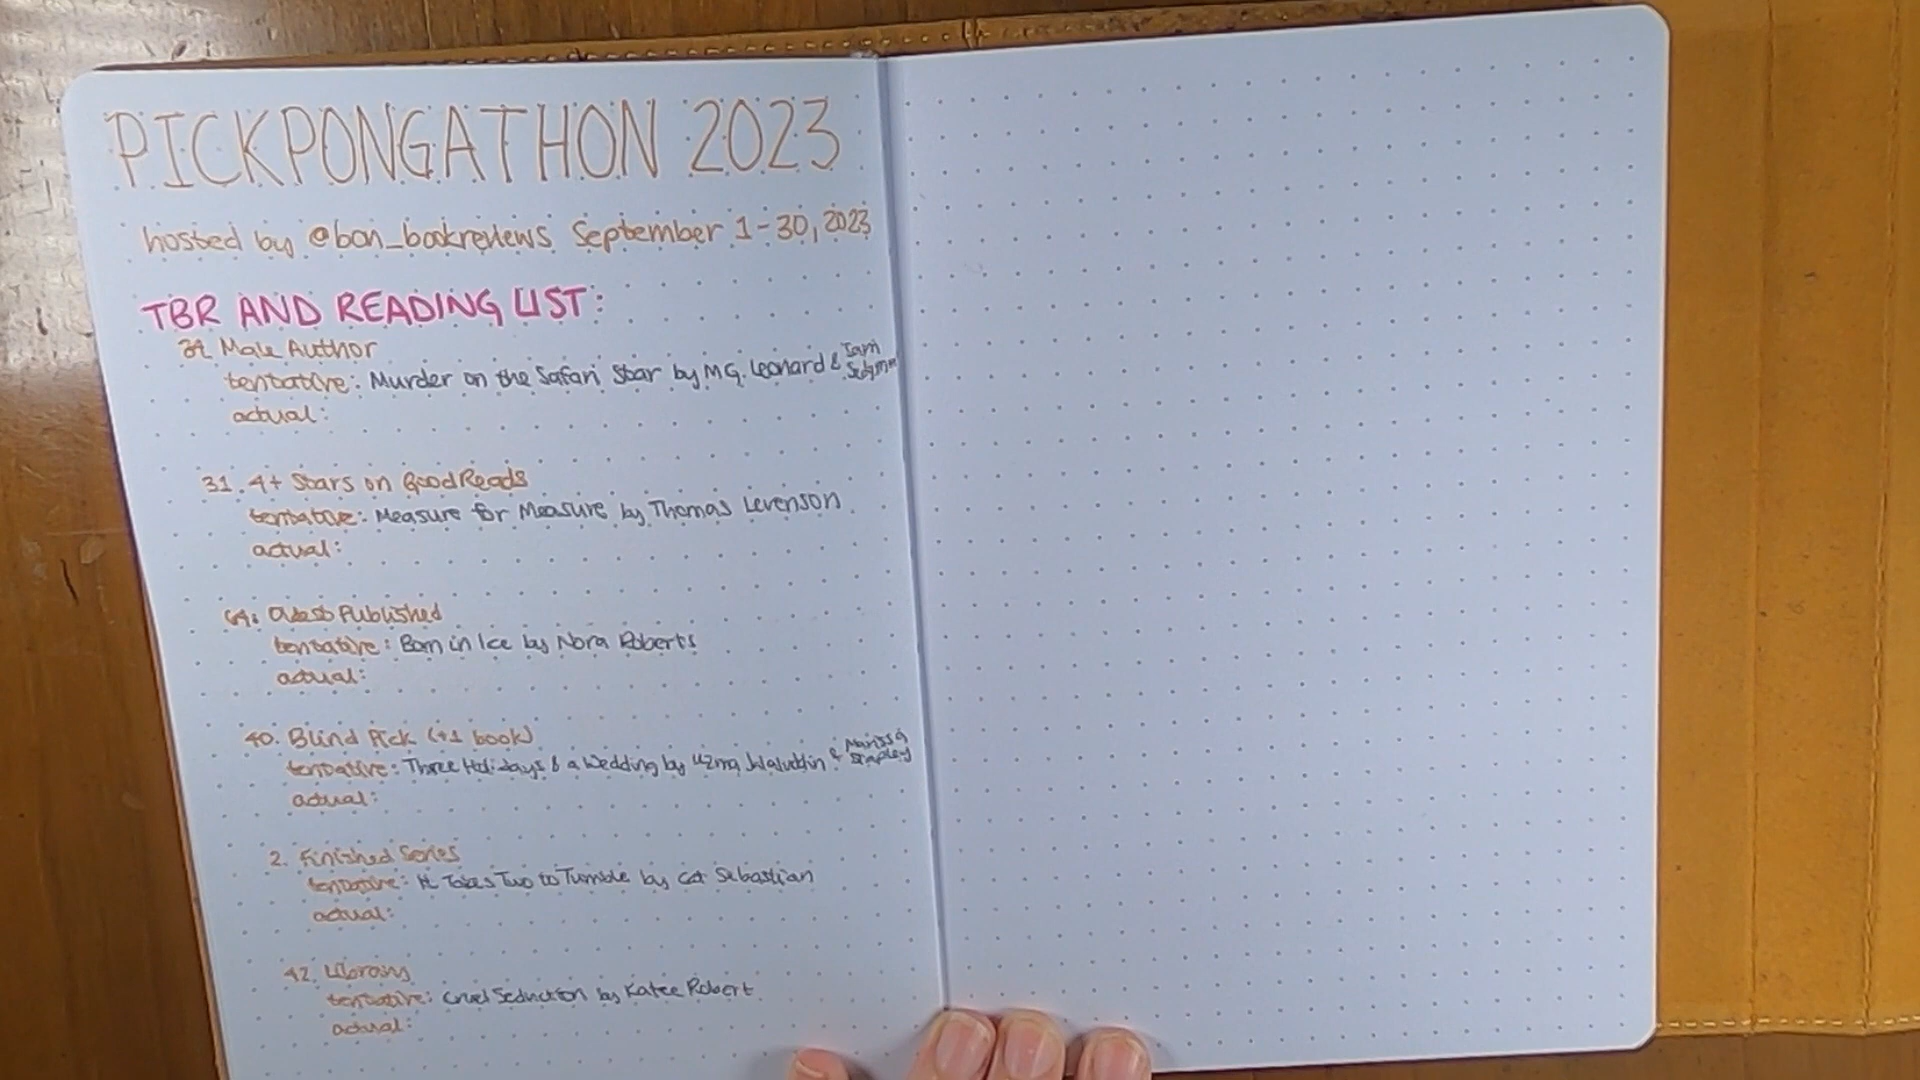 PICKPONGATHON 2023
hosted by @bon_bookreviews September 1-30, 2023
TBR AND READING LIST:
Male Author
tentative: Murder on the Safari Star by M.G. Leonard &
actual:
31. 4+ Stars on GoodReads
tentative: Measure for Measure by Thomas Levenson
actual:
Oldest Published
tentative: Born in Ice by Nora Roberts
actual:
40. Blind Pick (+1 book)
tentative: Three Holidays & a Wedding by Uzma Jalaluddin & Marissa Stapley
actual:
2. Finished Series
tentative: It Takes Two to Tumble by Cat Sebastian
actual:
42. Library
tentative: Cruel Seduction by Katee Robert
actual: